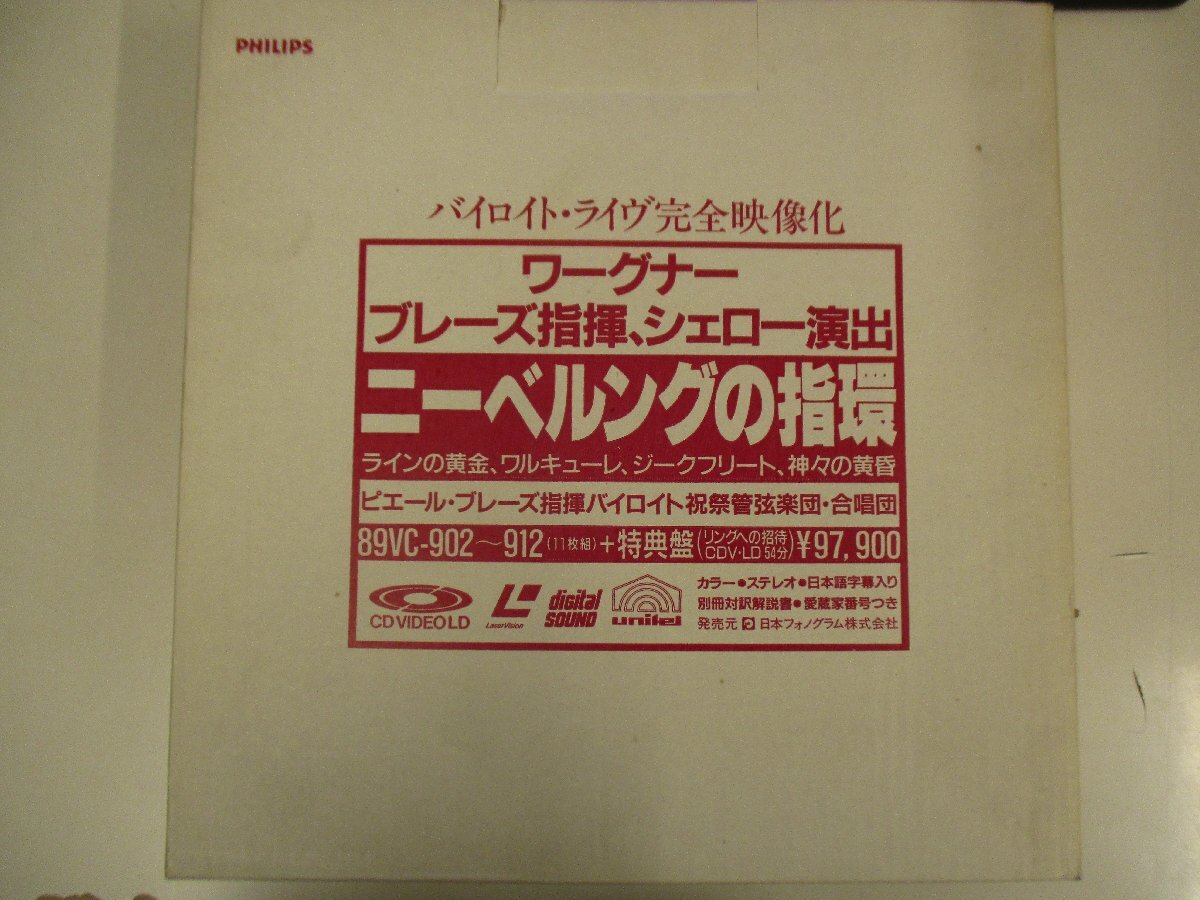 PHILIPS
バイロイト・ライヴ完全映像化
ワーグナー
ブレーズ指揮、シェロー演出
ニーベルングの指環
ラインの黄金、ワルキューレ、ジークフリート、神々の黄昏
ピエール・ブレーズ指揮バイロイト祝祭管弦楽団・合唱団
89VC-902〜912(11枚組)+特典盤(リングへの招待 CDV・LD 54分)¥97,900
カラー●ステレオ●日本語字幕入り
別冊対訳解説書●愛蔵家番号つき
発売元 日本フォノグラム株式会社
CD VIDEO LD
LaserVision
digital SOUND
unitel